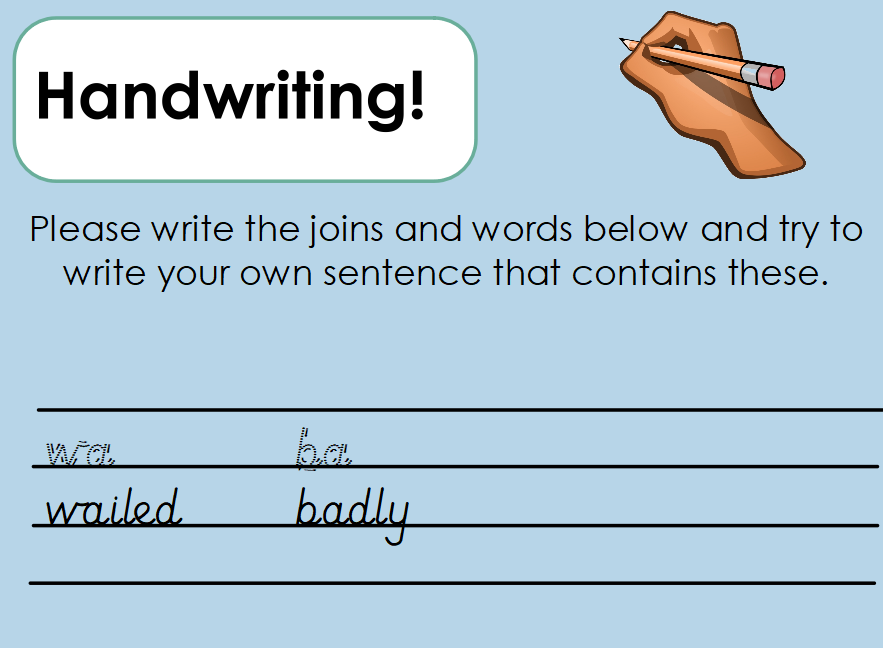 Handwriting!
Please write the joins and words below and try to
write your own sentence that contains these.
wa ba
wailed badly